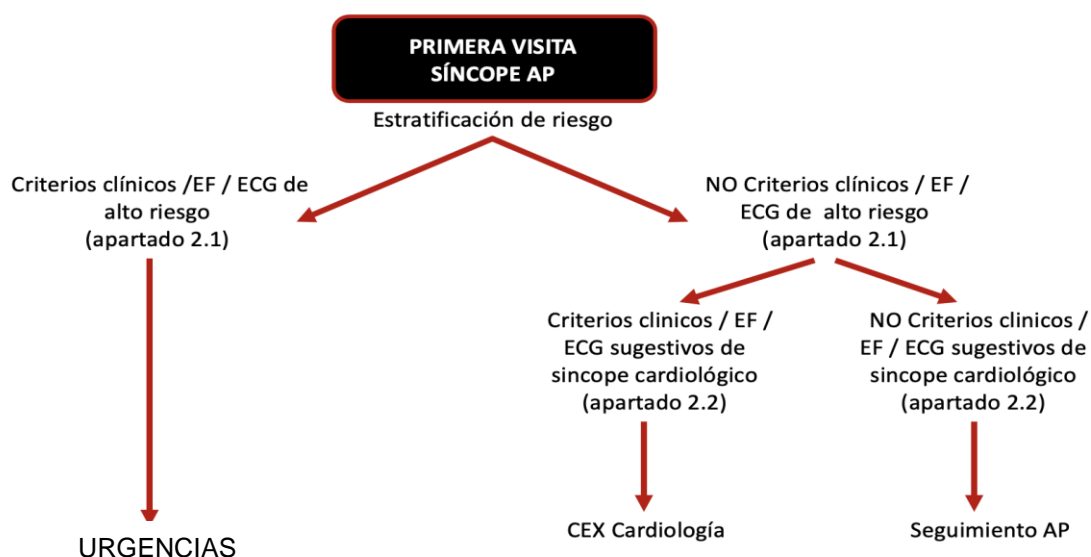 PRIMERA VISITA
SÍNCOPE AP
Estratificación de riesgo
Criterios clínicos /EF / ECG de
alto riesgo
(apartado 2.1)
NO Criterios clínicos / EF /
ECG de alto riesgo
(apartado 2.1)
Criterios clinicos / EF /
ECG sugestivos de
sincope cardiológico
(apartado 2.2)
NO Criterios clinicos /
EF / ECG sugestivos de
sincope cardiológico
(apartado 2.2)
URGENCIAS
CEX Cardiología
Seguimiento AP